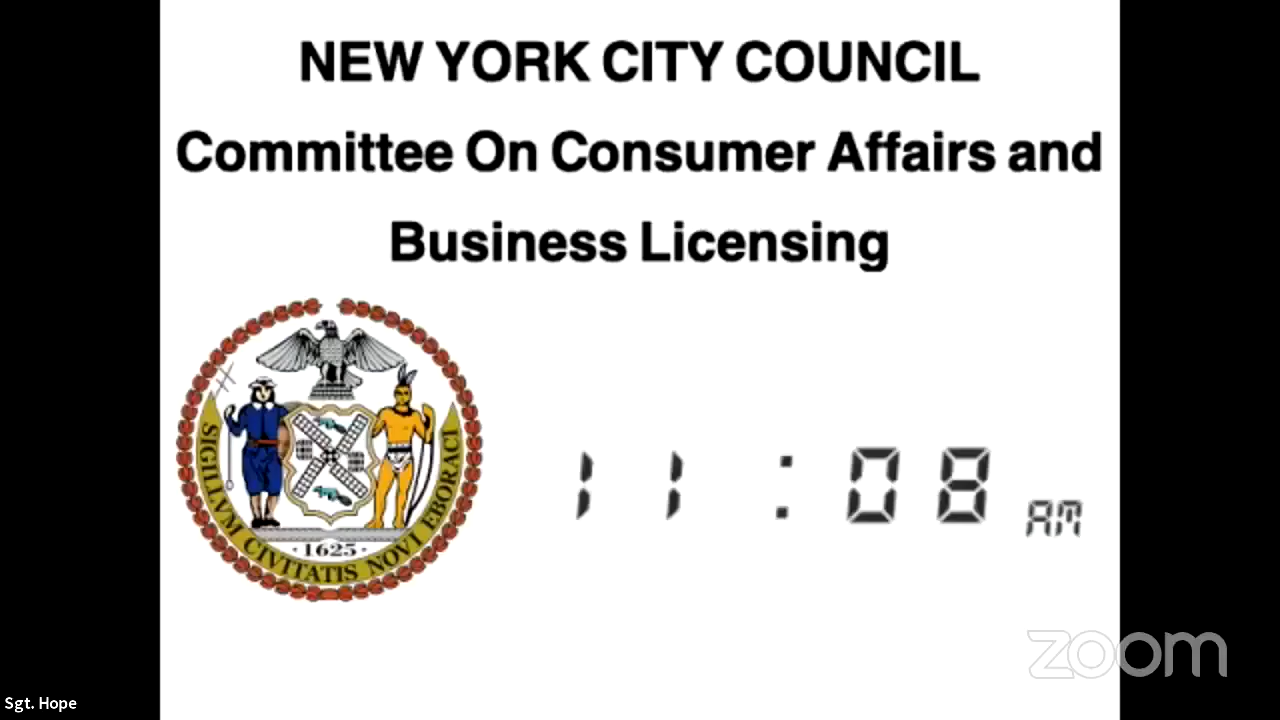 NEW YORK CITY COUNCIL
Committee On Consumer Affairs and
Business Licensing
SIGILLVM CIVITATIS NOVI EBORACI
· 1625 ·
11 : 08 AM
zoom
Sgt. Hope